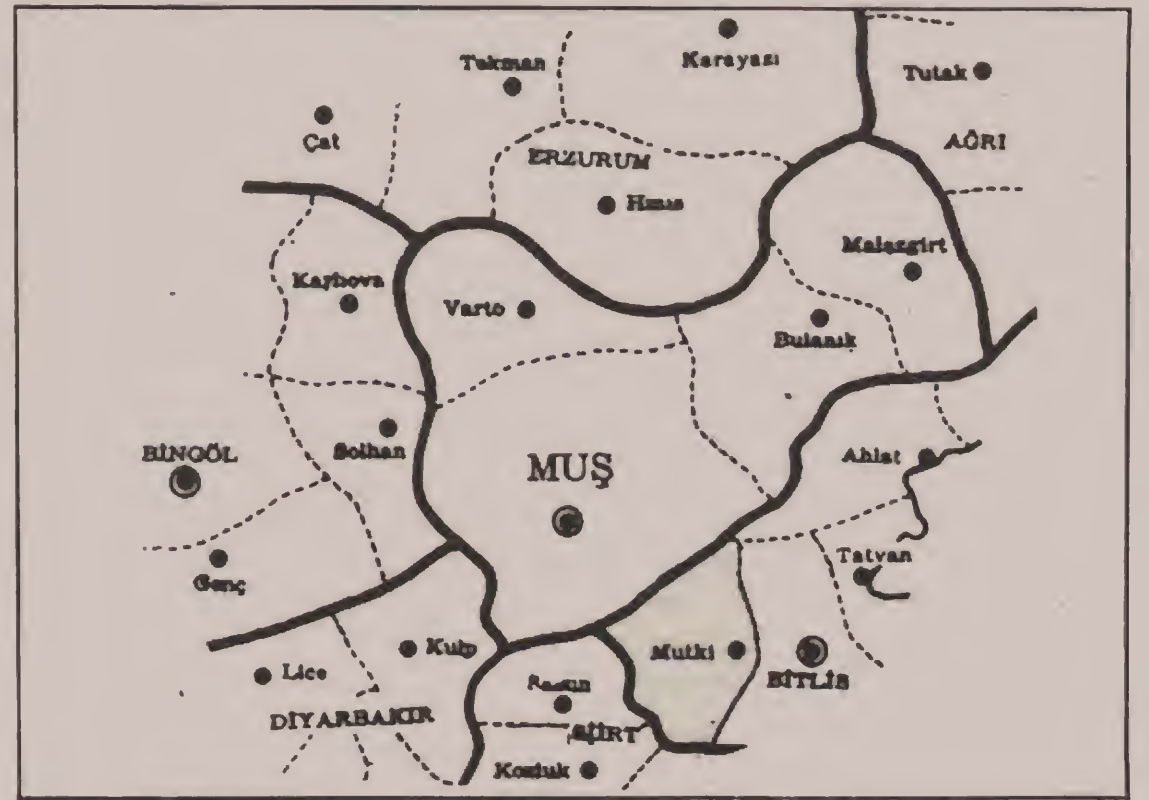 Karayazı
Tekman
Tutak
Çat
AĞRI
ERZURUM
Hınıs
Malazgirt
Kaybova
Varto
Bulanık
BİNGÖL
Solhan
MUŞ
Ahlat
Genç
Tatvan
Kulp
Mutki
Lice
BİTLİS
DİYARBAKIR
SİİRT
Kozluk